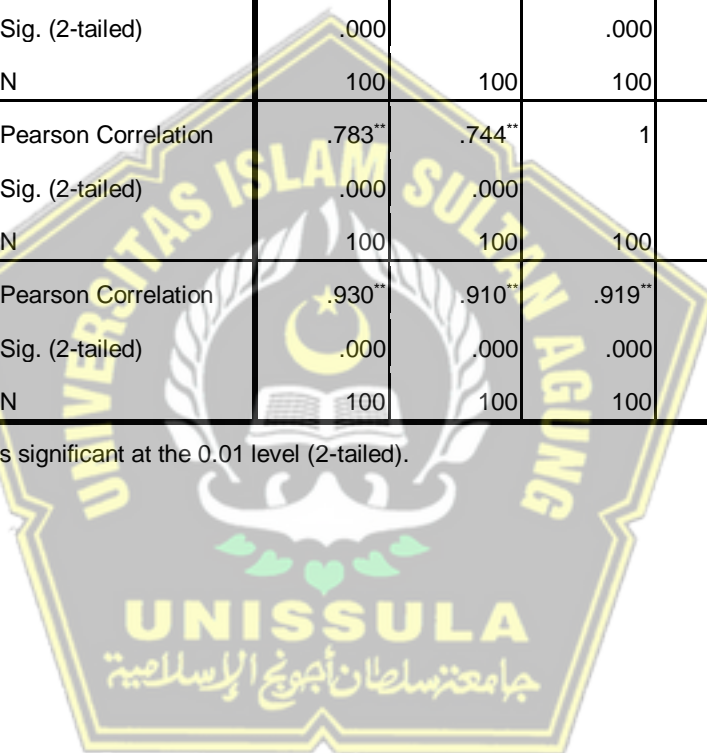 Sig. (2-tailed) .000 .000
N 100 100 100
Pearson Correlation .783** .744** 1
Sig. (2-tailed) .000 .000
N 100 100 100
Pearson Correlation .930** .910** .919**
Sig. (2-tailed) .000 .000 .000
N 100 100 100
s significant at the 0.01 level (2-tailed).
UNIVERSITAS ISLAM SULTAN AGUNG
UNISSULA
جامعة سلطان أجونج الإسلامية